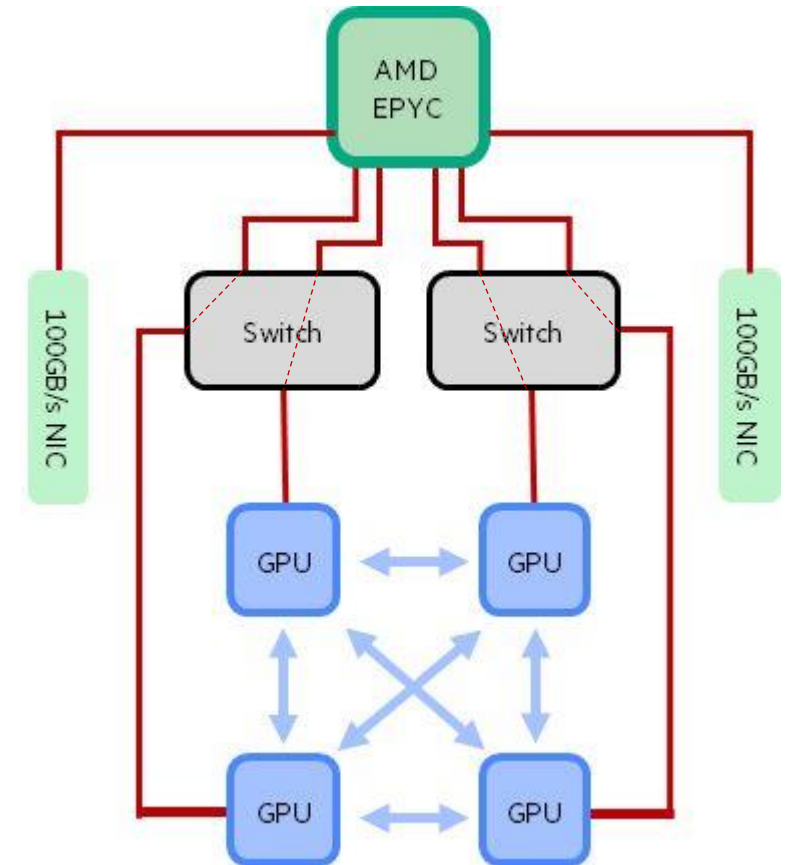 AMD
EPYC
100GB/s NIC
Switch
Switch
100GB/s NIC
GPU
GPU
GPU
GPU